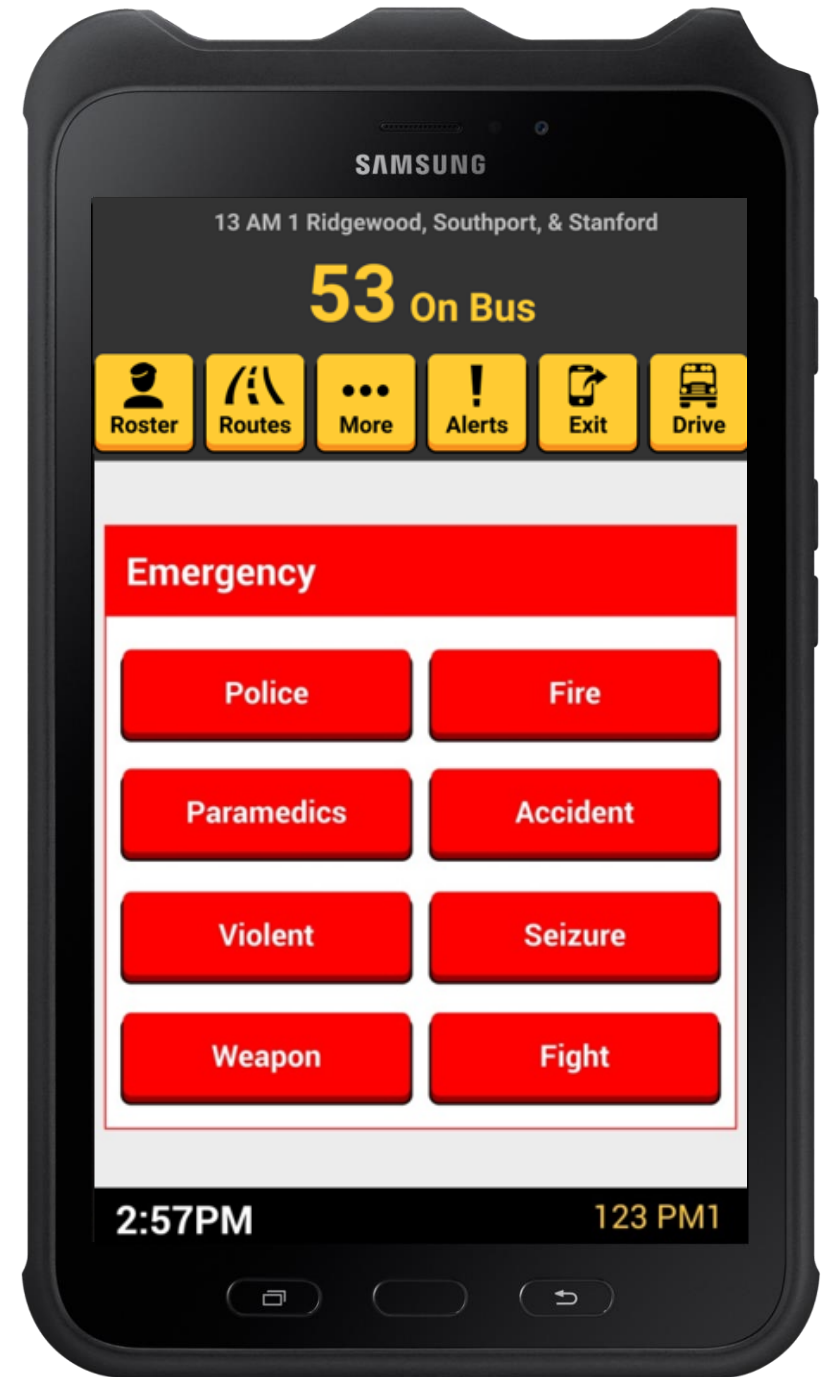 SAMSUNG
13 AM 1 Ridgewood, Southport, & Stanford
53 On Bus
Roster Routes More Alerts Exit Drive
Emergency
Police Fire
Paramedics Accident
Violent Seizure
Weapon Fight
2:57PM 123 PM1